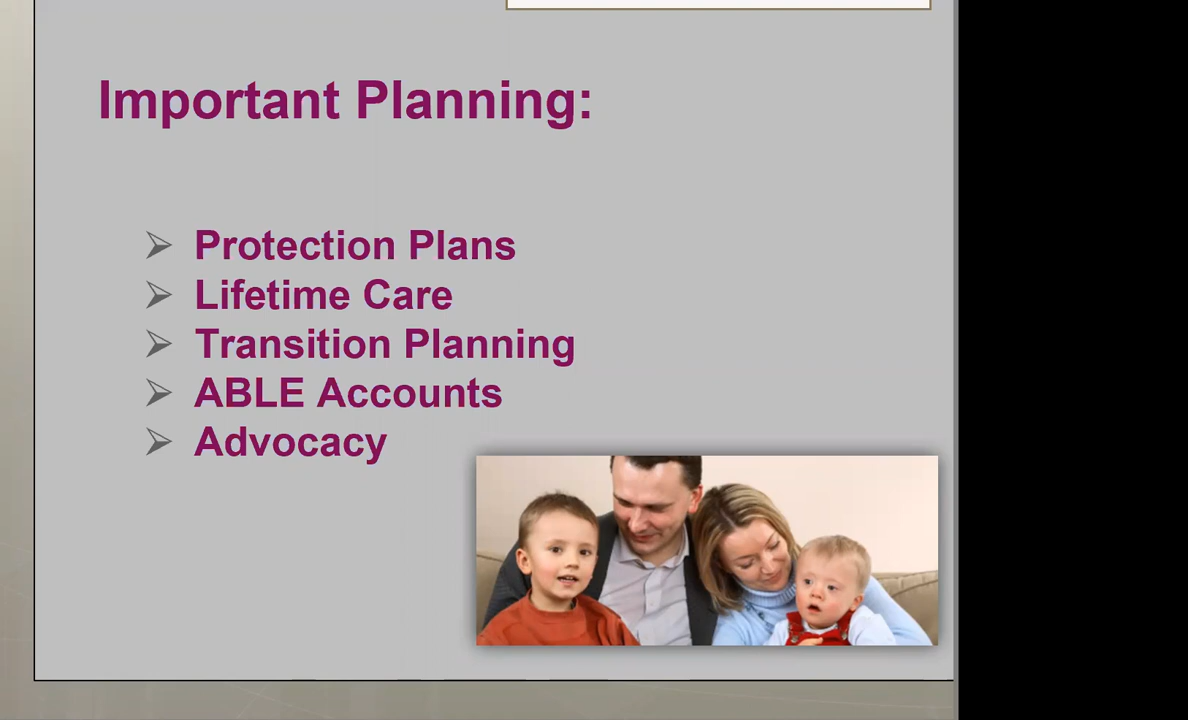 Important Planning:
Protection Plans
Lifetime Care
Transition Planning
ABLE Accounts
Advocacy